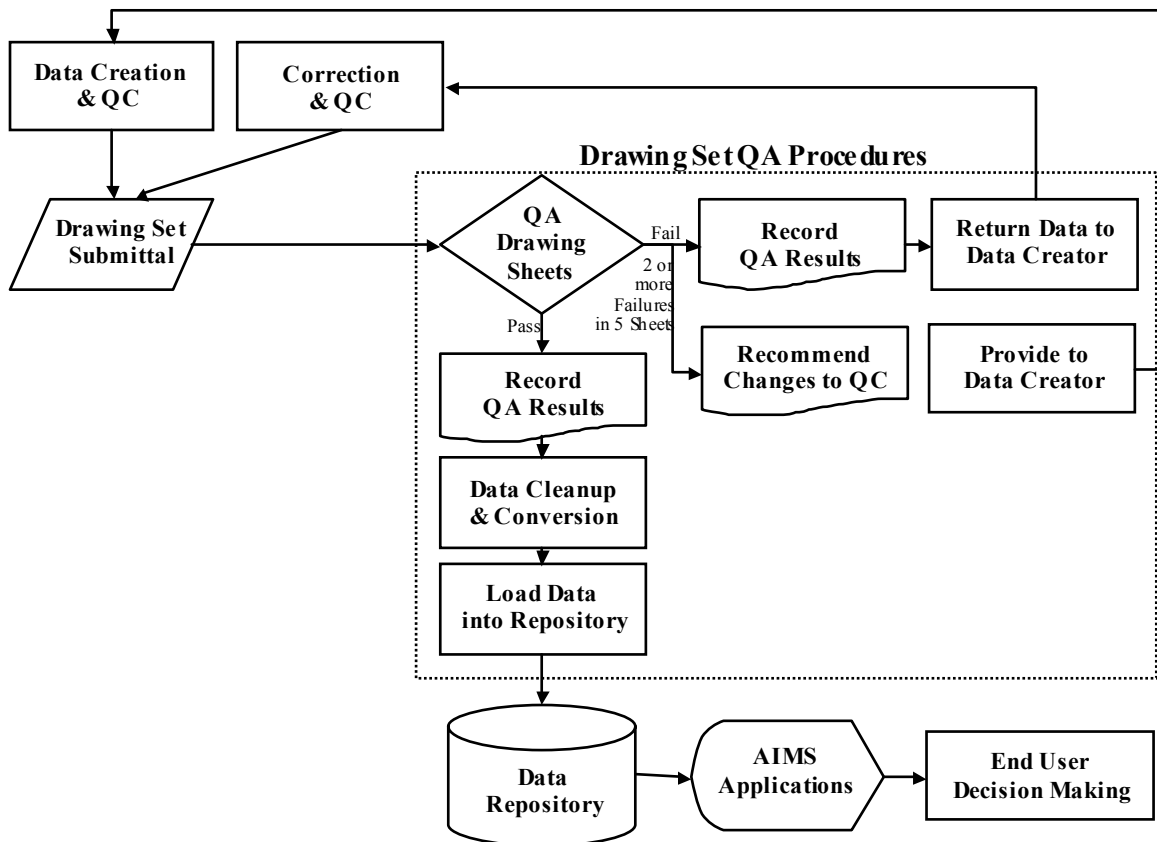 Data Creation
& QC
Correction
& QC
Drawing Set QA Procedures
Drawing Set
Submittal
QA
Drawing
Sheets
Fail
2 or
more
Failures
in 5 Sheets
Pass
Record
QA Results
Return Data to
Data Creator
Recommend
Changes to QC
Provide to
Data Creator
Record
QA Results
Data Cleanup
& Conversion
Load Data
into Repository
Data
Repository
AIMS
Applications
End User
Decision Making